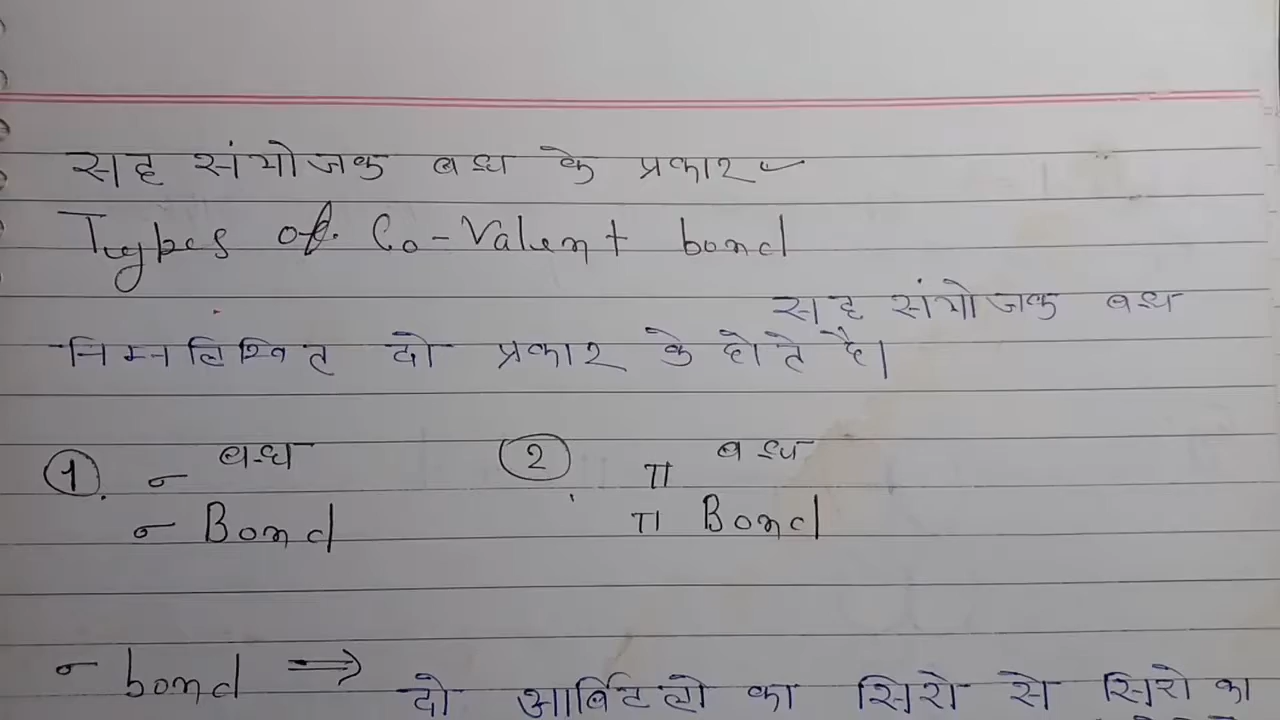 सह संयोजक बन्ध के प्रकार -
Types of Co-Valent bond
सह संयोजक बन्ध
निम्नलिखित दो प्रकार के होते है।
① σ बन्ध ② π बन्ध
σ Bond π Bond
σ bond ⇒ दो आर्बिटलो का सिरो से सिरो का